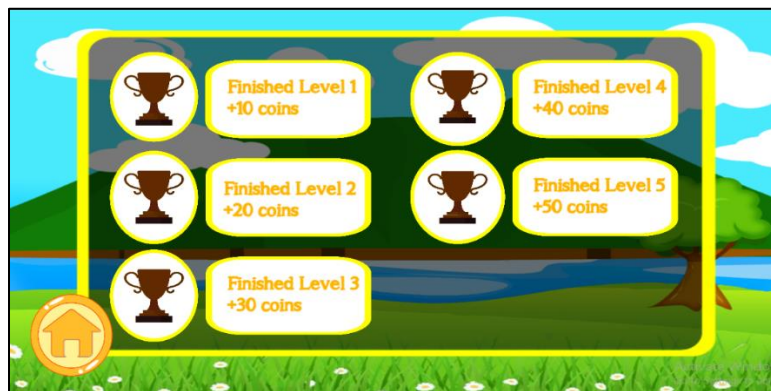 Finished Level 1
+10 coins
Finished Level 2
+20 coins
Finished Level 3
+30 coins
Finished Level 4
+40 coins
Finished Level 5
+50 coins